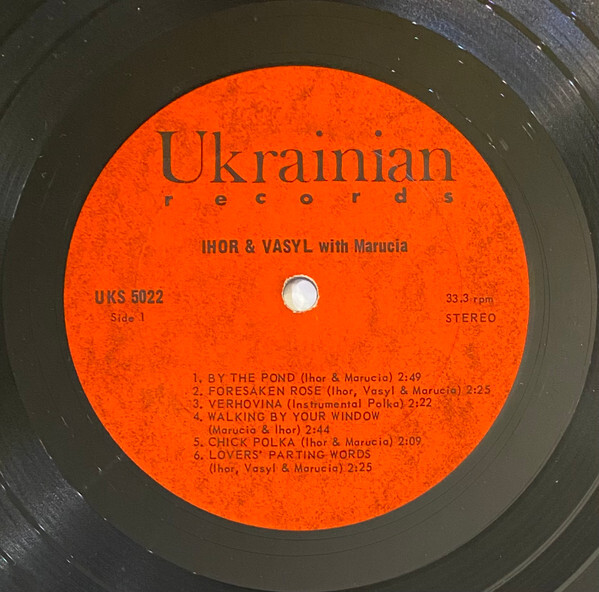 Ukrainian
records
IHOR & VASYL with Marucia
UKS 5022
Side 1
33.3 rpm
STEREO
1. BY THE POND (Ihor & Marucia) 2:49
2. FORESAKEN ROSE (Ihor, Vasyl & Marucia) 2:25
3. VERHOVINA (Instrumental Polka) 2:22
4. WALKING BY YOUR WINDOW
(Marucia & Ihor) 2:44
5. CHICK POLKA (Ihor & Marucia) 2:09
6. LOVERS' PARTING WORDS
(Ihor, Vasyl & Marucia) 2:25